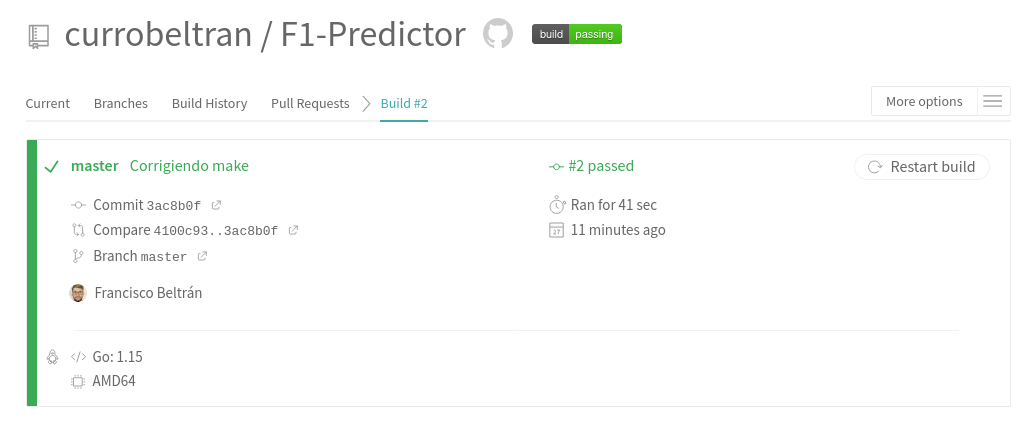 currobeltran / F1-Predictor build passing
Current Branches Build History Pull Requests Build #2 More options
master Corrigiendo make #2 passed Restart build
Commit 3ac8b0f Ran for 41 sec
Compare 4100c93..3ac8b0f 11 minutes ago
Branch master
Francisco Beltrán
</> Go: 1.15
AMD64